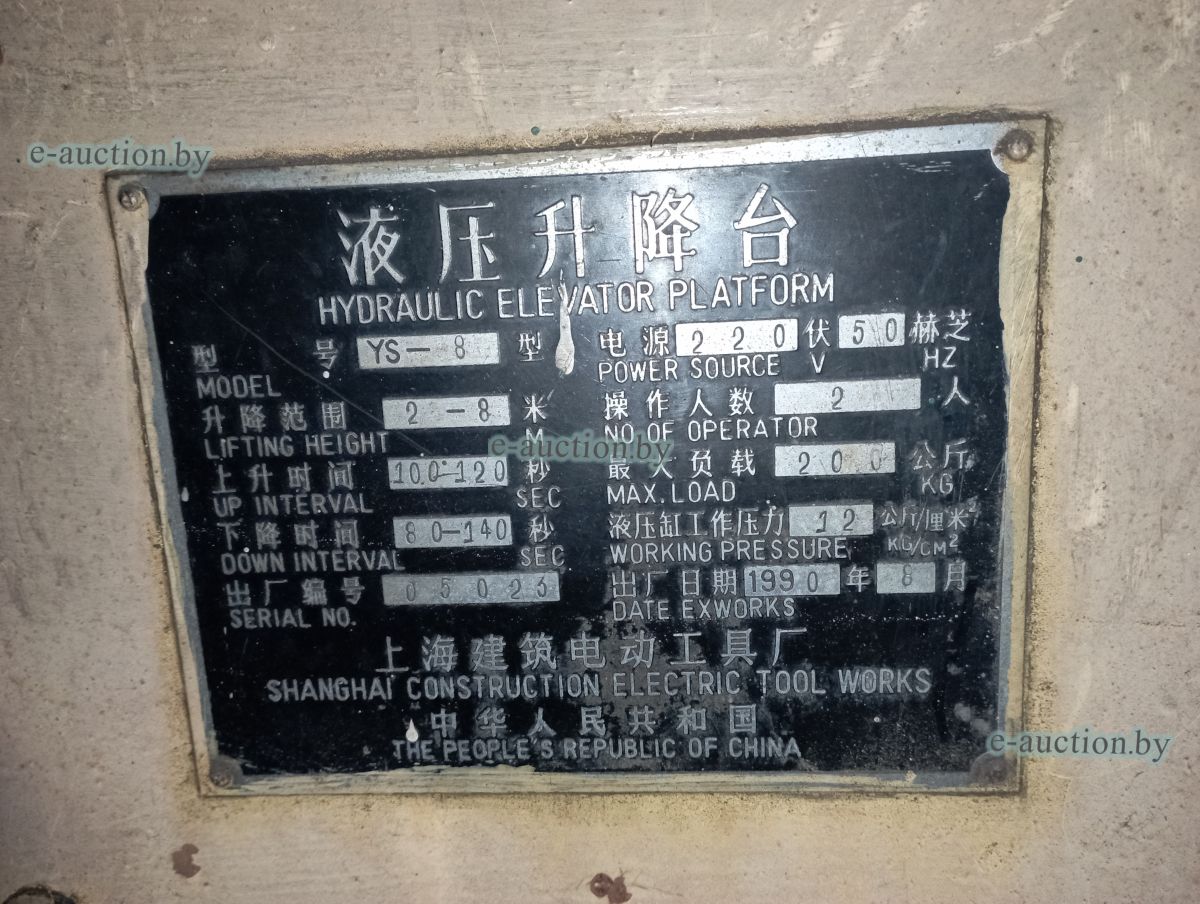 e-auction.by
液压升降台
HYDRAULIC ELEVATOR PLATFORM
型 号 YS-8 型 电源 220 伏 50 赫芝
MODEL POWER SOURCE V HZ
升降范围 2-8 米 操作人数 2 人
LIFTING HEIGHT M NO OF OPERATOR
e-auction.by
上升时间 100-120 秒 最大负载 200 公斤
UP INTERVAL SEC MAX. LOAD KG
下降时间 80-140 秒 液压缸工作压力 12 公斤/厘米²
DOWN INTERVAL SEC WORKING PRESSURE KG/CM²
出厂编号 05023 出厂日期 1990 年 8 月
SERIAL NO. DATE EXWORKS
上海建筑电动工具厂
SHANGHAI CONSTRUCTION ELECTRIC TOOL WORKS
中华人民共和国
THE PEOPLE'S REPUBLIC OF CHINA
e-auction.by